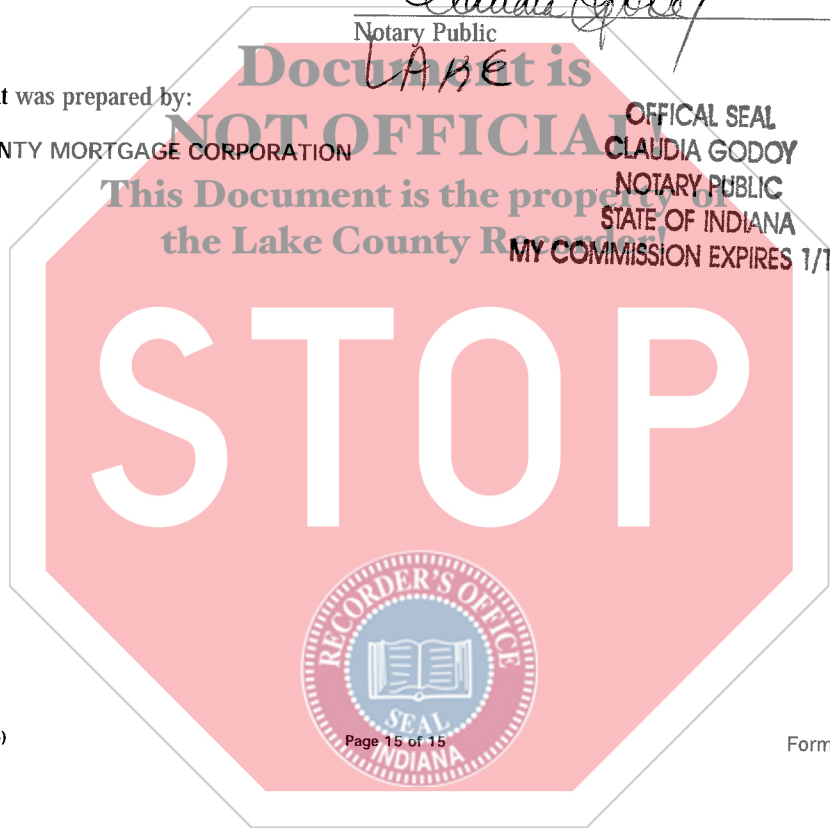 Claudia Godoy
Notary Public
LAKE
Document is
t was prepared by:
NOT OFFICIAL!
NTY MORTGAGE CORPORATION
OFFICAL SEAL
CLAUDIA GODOY
NOTARY PUBLIC
STATE OF INDIANA
MY COMMISSION EXPIRES 1/1
This Document is the property of
the Lake County Recorder!
STOP
RECORDER'S OFFICE
SEAL
INDIANA
)
Page 15 of 15
Form